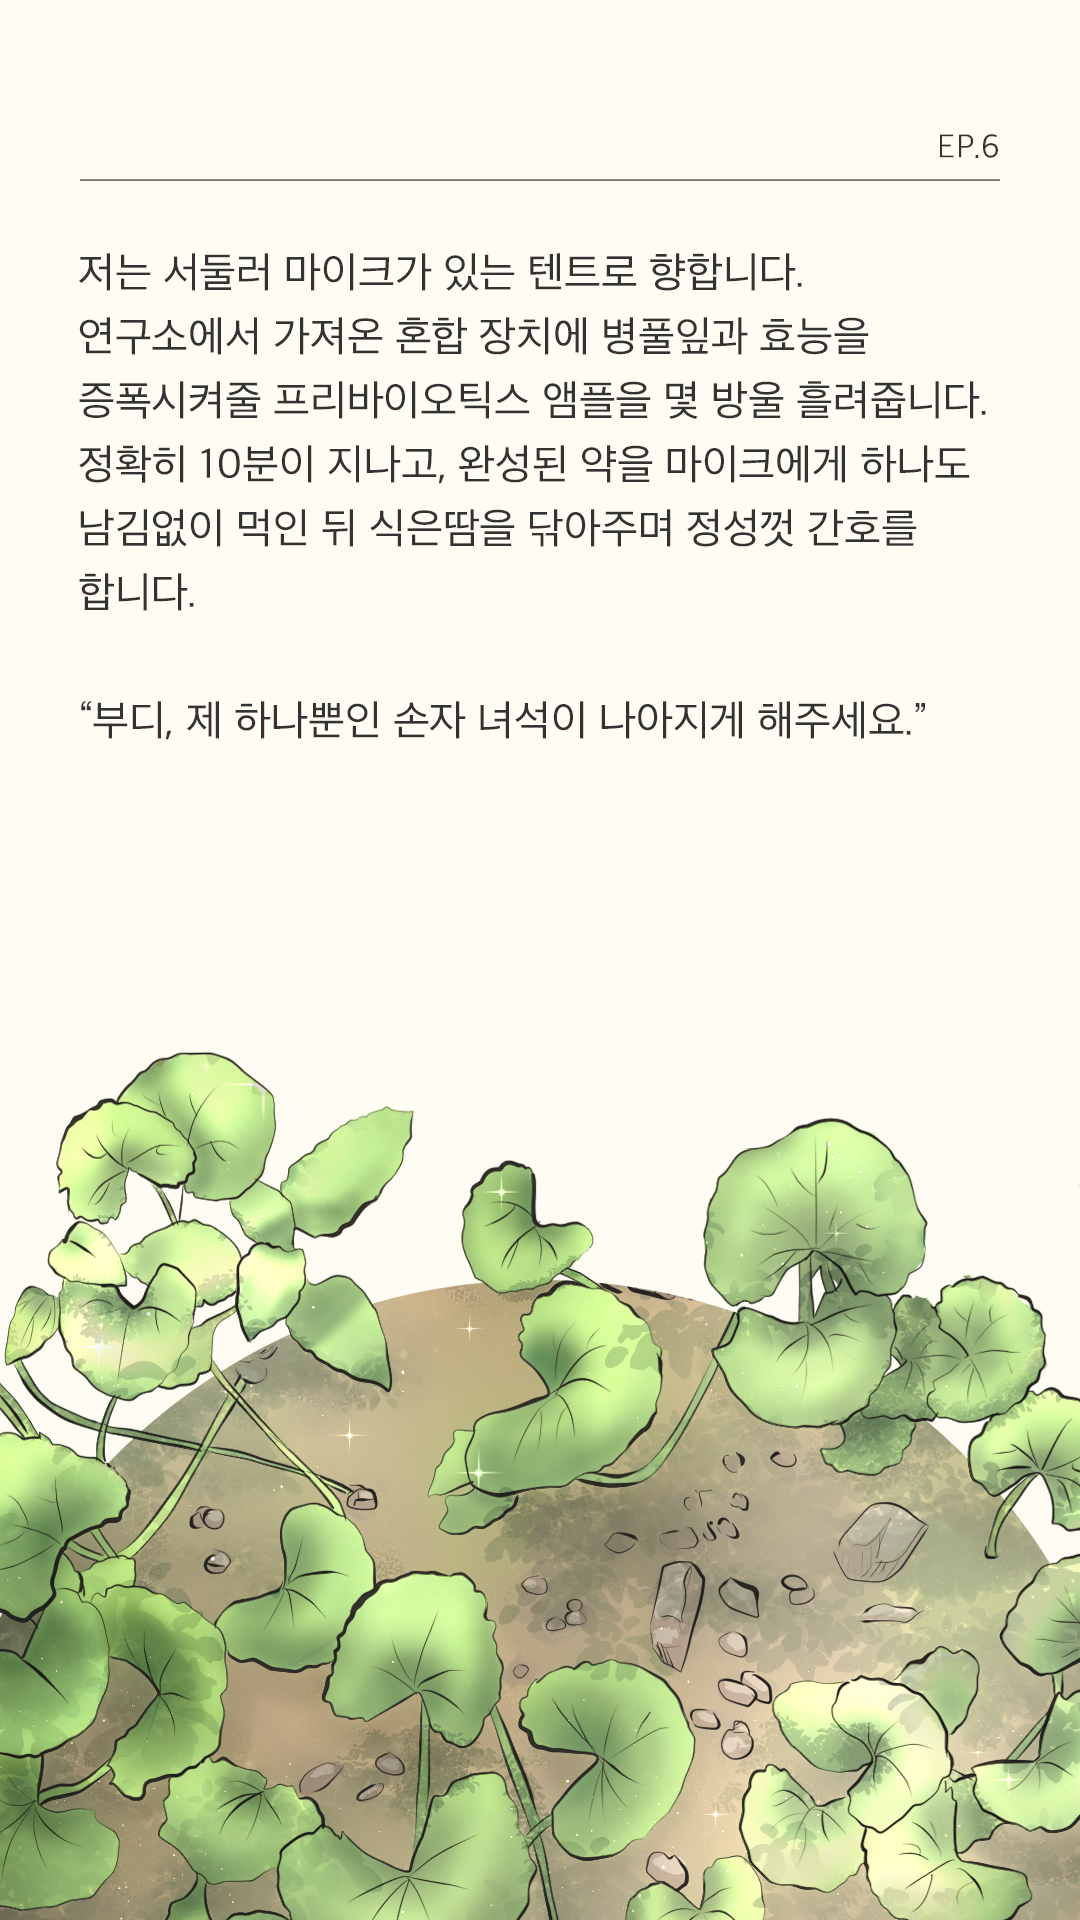 EP.6
저는 서둘러 마이크가 있는 텐트로 향합니다.
연구소에서 가져온 혼합 장치에 병풀잎과 효능을
증폭시켜줄 프리바이오틱스 앰플을 몇 방울 흘려줍니다.
정확히 10분이 지나고, 완성된 약을 마이크에게 하나도
남김없이 먹인 뒤 식은땀을 닦아주며 정성껏 간호를
합니다.
“부디, 제 하나뿐인 손자 녀석이 나아지게 해주세요.”